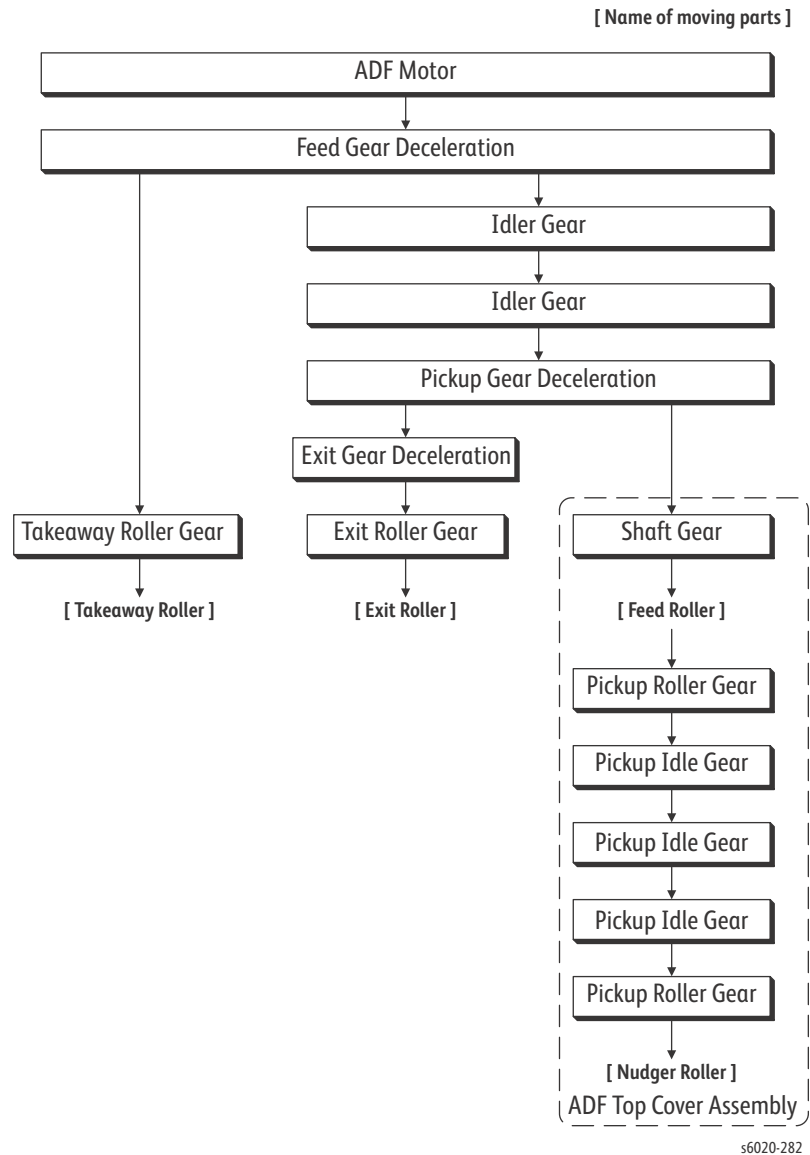 [ Name of moving parts ]
ADF Motor
Feed Gear Deceleration
Idler Gear
Idler Gear
Pickup Gear Deceleration
Exit Gear Deceleration
Takeaway Roller Gear
Exit Roller Gear
Shaft Gear
[ Takeaway Roller ]
[ Exit Roller ]
[ Feed Roller ]
Pickup Roller Gear
Pickup Idle Gear
Pickup Idle Gear
Pickup Idle Gear
Pickup Roller Gear
[ Nudger Roller ]
ADF Top Cover Assembly
s6020-282